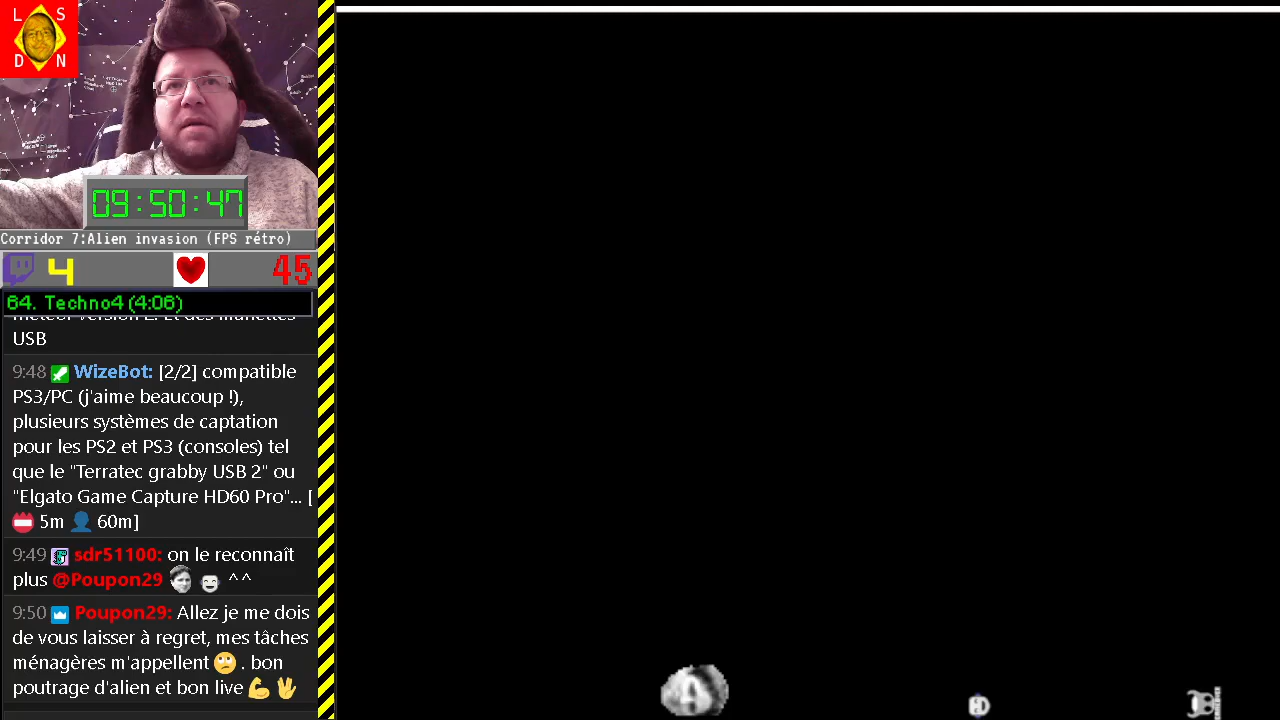 L S
D N
09:50:47
Corridor 7:Alien invasion (FPS rétro)
4 45
64. Techno4 (4:06)
USB
9:48 WizeBot: [2/2] compatible
PS3/PC (j'aime beaucoup !),
plusieurs systèmes de captation
pour les PS2 et PS3 (consoles) tel
que le "Terratec grabby USB 2" ou
"Elgato Game Capture HD60 Pro"... [
📛 5m 👤 60m]
9:49 sdr51100: on le reconnaît
plus @Poupon29 ^^
9:50 Poupon29: Allez je me dois
de vous laisser à regret, mes tâches
ménagères m'appellent 🙄 . bon
poutrage d'alien et bon live 💪 🖖